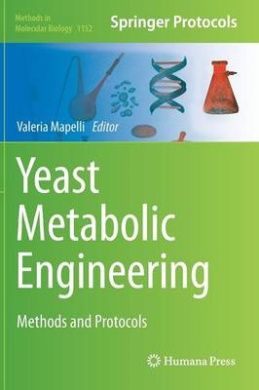 Methods in
Molecular Biology 1152
Springer Protocols
Valeria Mapelli Editor
Yeast
Metabolic
Engineering
Methods and Protocols
Humana Press